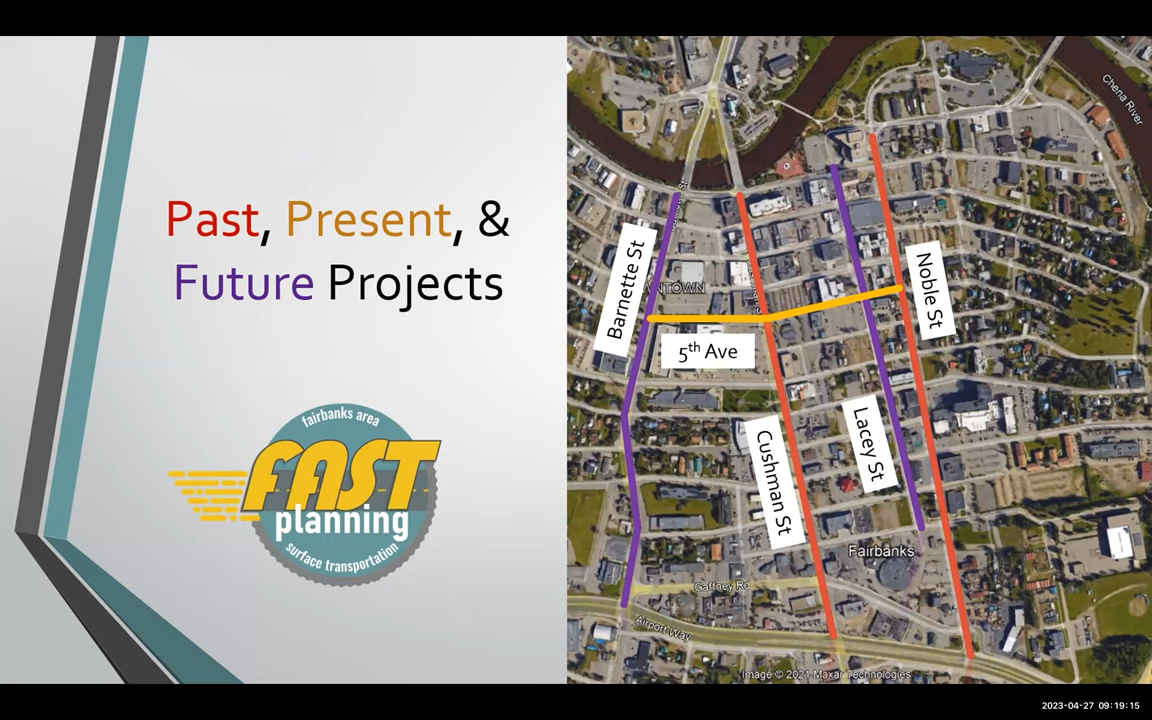 Past, Present, &
Future Projects
fairbanks area
FAST
planning
surface transportation
Chena River
Barnette St
NTOWN
5th Ave
Noble St
Cushman St
Lacey St
Fairbanks
Gaffney Rd
Airport Way
Image © 2021 Maxar Technologies
2023-04-27 09:19:15